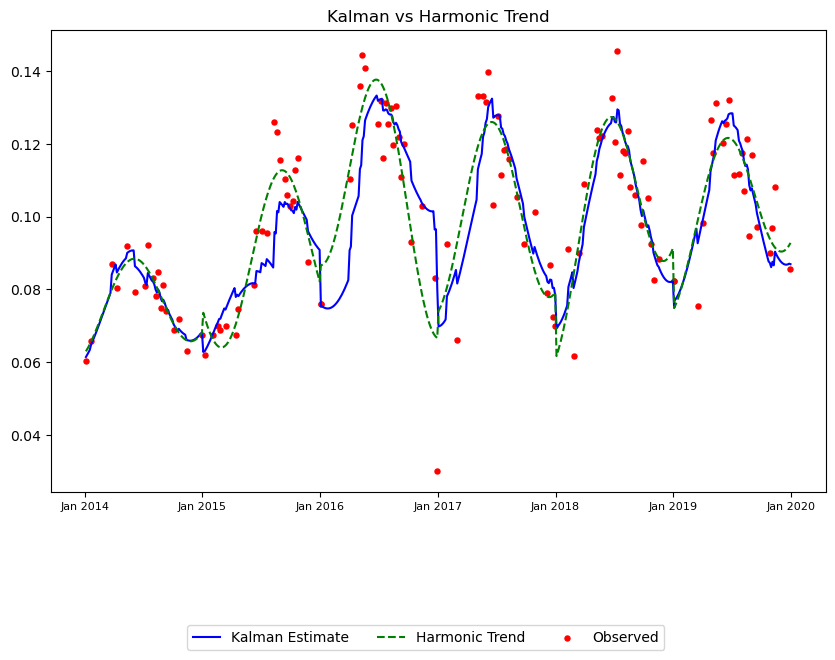 Kalman vs Harmonic Trend
0.14
0.12
0.10
0.08
0.06
0.04
Jan 2014 Jan 2015 Jan 2016 Jan 2017 Jan 2018 Jan 2019 Jan 2020
Kalman Estimate Harmonic Trend Observed